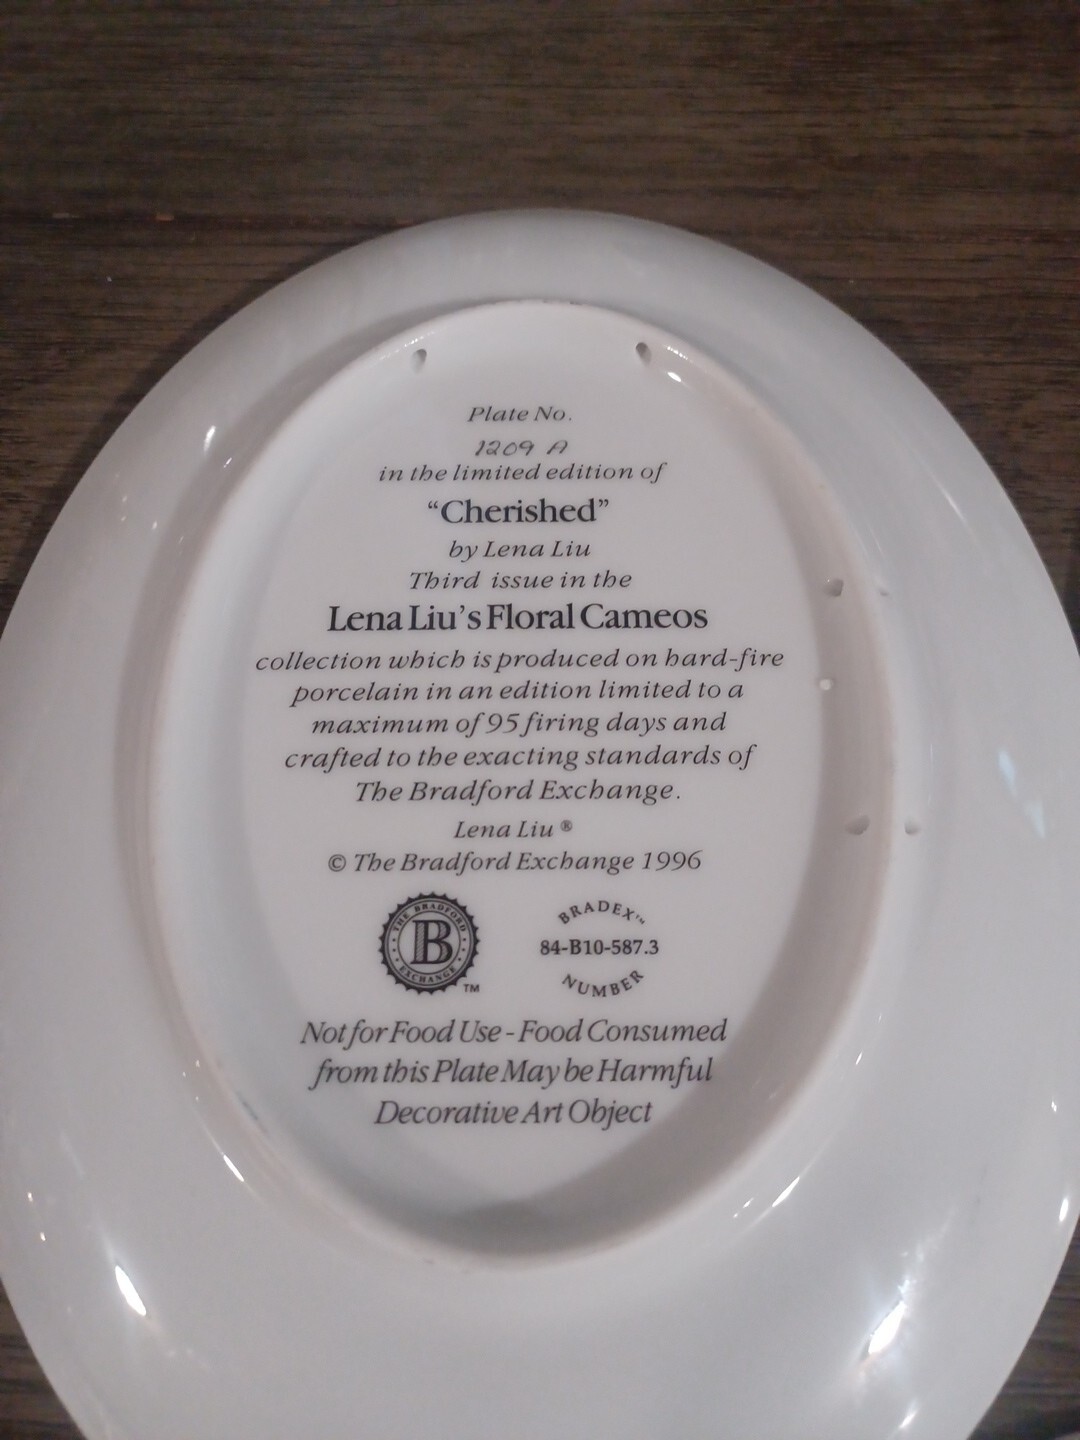 Plate No.
1209 A
in the limited edition of
“Cherished”
by Lena Liu
Third issue in the
Lena Liu's Floral Cameos
collection which is produced on hard-fire
porcelain in an edition limited to a
maximum of 95 firing days and
crafted to the exacting standards of
The Bradford Exchange.
Lena Liu ®
© The Bradford Exchange 1996
THE BRADFORD
B
EXCHANGE
TM
BRADEX™
84-B10-587.3
NUMBER
Not for Food Use - Food Consumed
from this Plate May be Harmful
Decorative Art Object